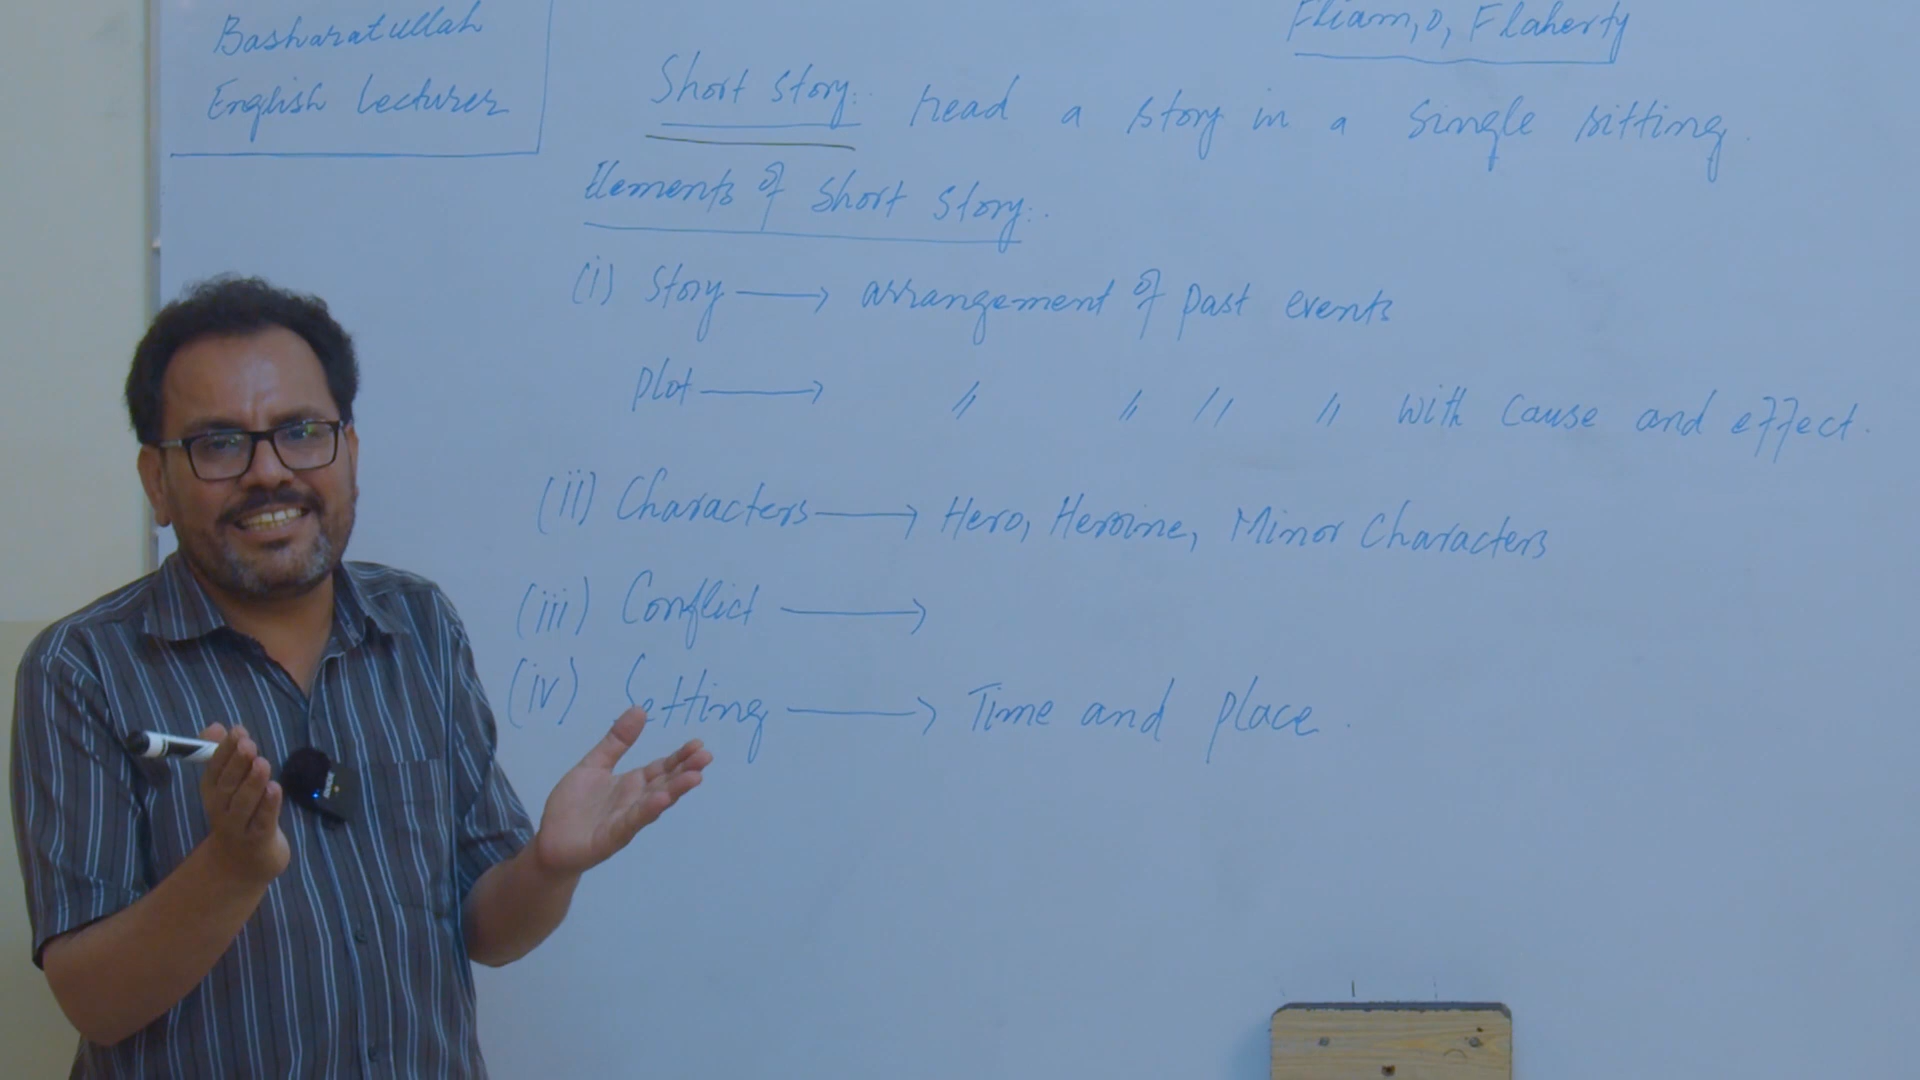 Basharatullah
English Lecturer
Fliam,O, Flaherty
Short story:. read a story in a single sitting.
Elements of Short Story:.
(i) Story → arrangement of past events
Plot → " " " " with cause and effect.
(ii) Characters → Hero, Heroine, Minor Characters
(iii) Conflict →
(iv) Setting → Time and place.